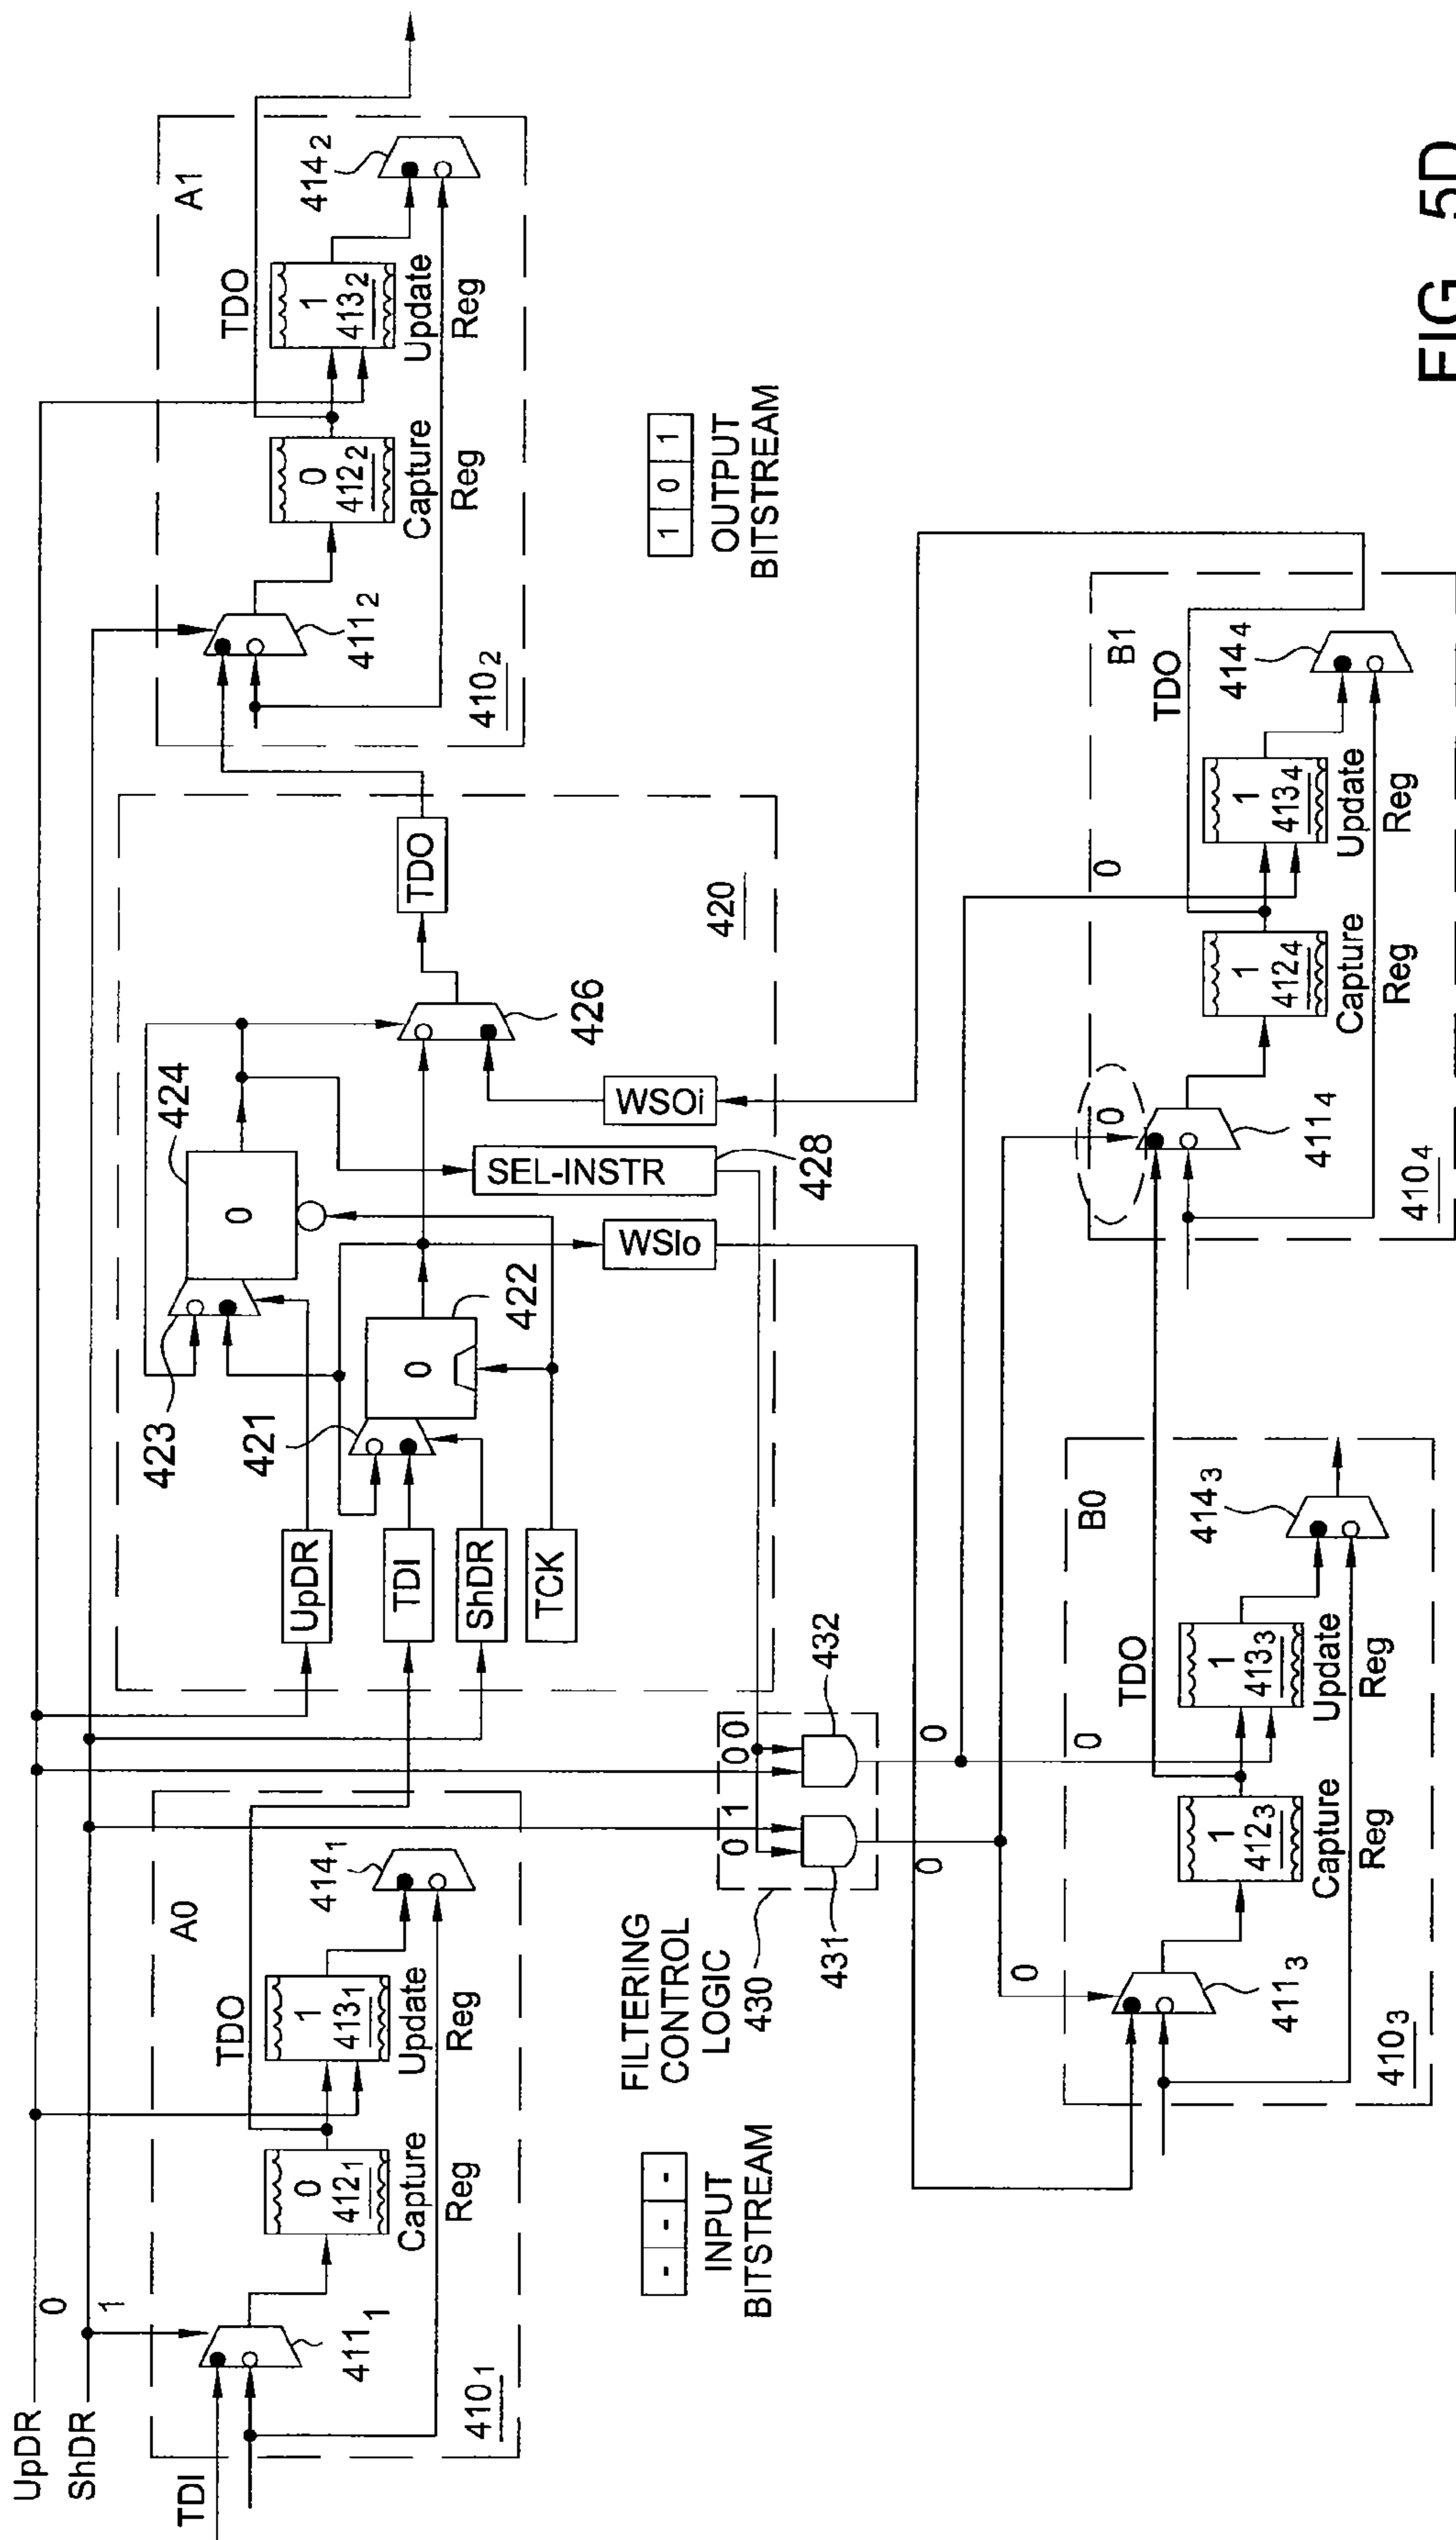 UpDR
0
ShDR
1
TDI
A0
TDO
411₁
0
412₁
Capture
Reg
1
413₁
Update
Reg
414₁
410₁
UpDR
TDI
ShDR
TCK
421
0
422
423
0
424
426
SEL-INSTR
428
WSIo
WSOi
TDO
420
A1
TDO
411₂
0
412₂
Capture
Reg
1
413₂
Update
Reg
414₂
410₂
INPUT
BITSTREAM
- - -
FILTERING
CONTROL
LOGIC
430
0 1
0 0
431
432
0
0
1 0 1
OUTPUT
BITSTREAM
B0
TDO
0
0
411₃
1
412₃
Capture
Reg
1
413₃
Update
Reg
414₃
410₃
B1
TDO
0
0
411₄
1
412₄
Capture
Reg
1
413₄
Update
Reg
414₄
410₄
FIG. 5D